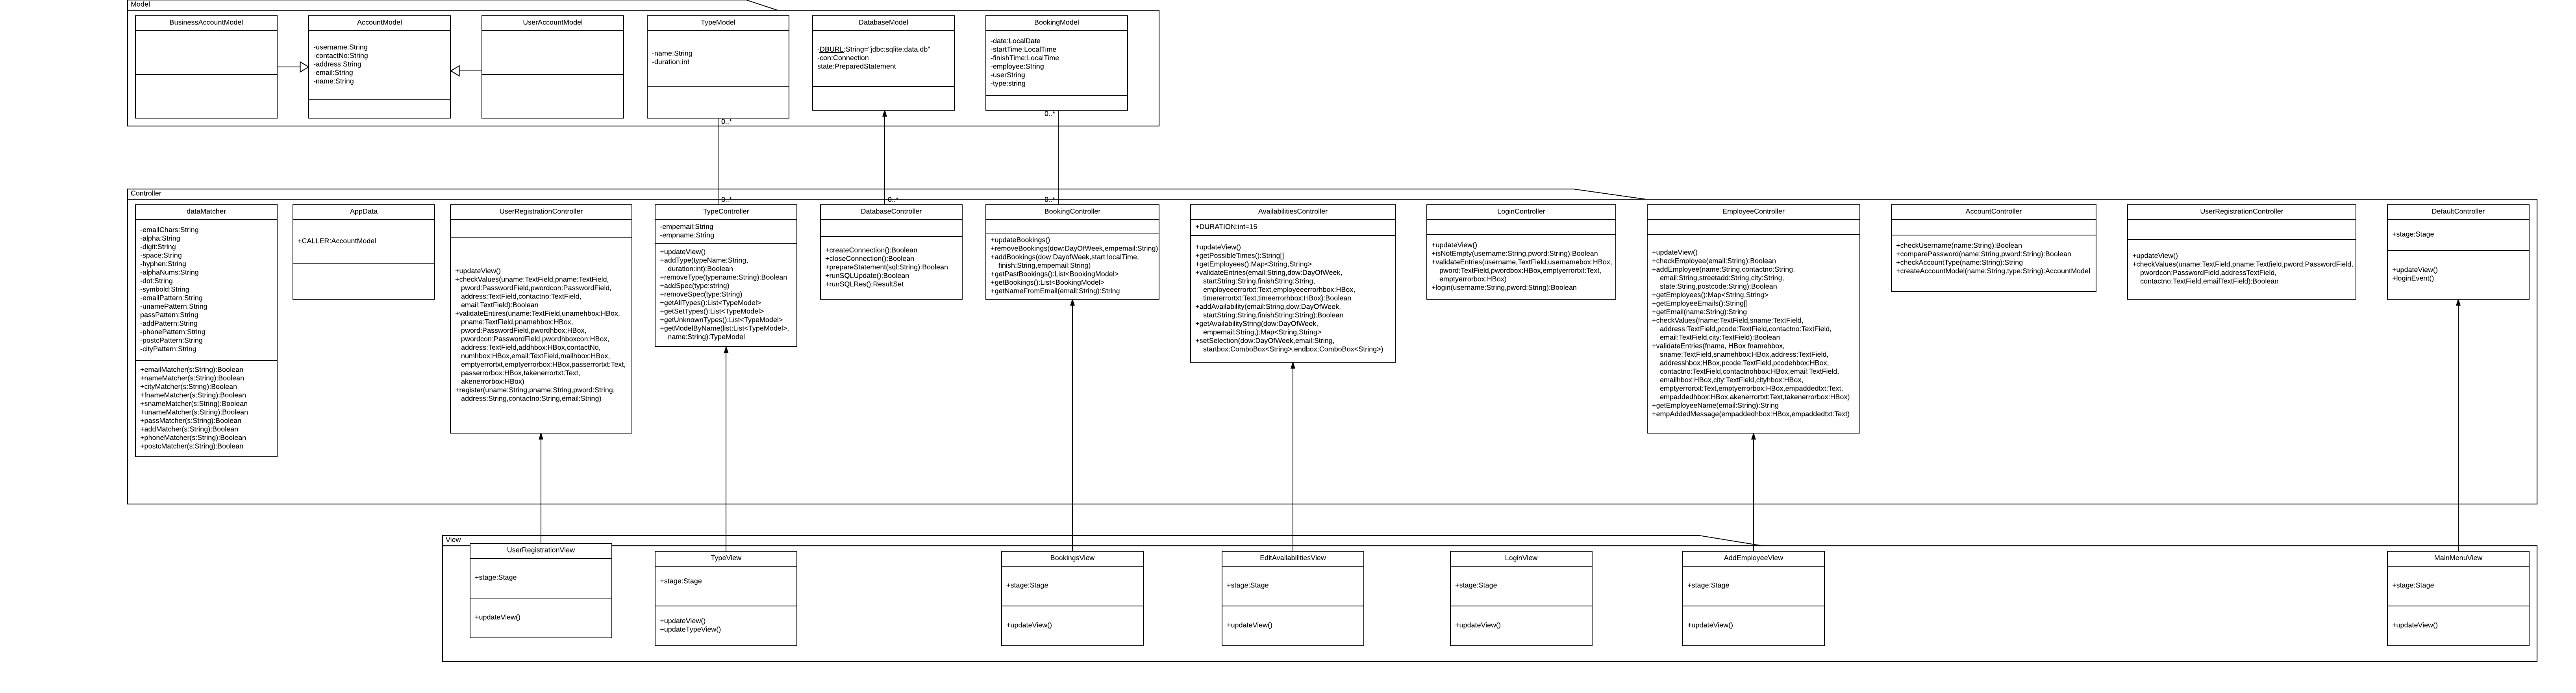 Model
BusinessAccountModel
AccountModel
-username:String
-contactNo:String
-address:String
-email:String
-name:String
UserAccountModel
TypeModel
-name:String
-duration:int
0..*
DatabaseModel
-DBURL:String="jdbc:sqlite:data.db"
-con:Connection
state:PreparedStatement
BookingModel
-date:LocalDate
-startTime:LocalTime
-finishTime:LocalTime
-employee:String
-userString
-type:string
0..*
Controller
dataMatcher
-emailChars:String
-alpha:String
-digit:String
-space:String
-hyphen:String
-alphaNums:String
-dot:String
-symbold:String
-emailPattern:String
-unamePattern:String
passPattern:String
-addPattern:String
-phonePattern:String
-postcPattern:String
-cityPattern:String
+emailMatcher(s:String):Boolean
+nameMatcher(s:String):Boolean
+cityMatcher(s:String):Boolean
+fnameMatcher(s:String):Boolean
+snameMatcher(s:String):Boolean
+unameMatcher(s:String):Boolean
+passMatcher(s:String):Boolean
+addMatcher(s:String):Boolean
+phoneMatcher(s:String):Boolean
+postcMatcher(s:String):Boolean
AppData
+CALLER:AccountModel
UserRegistrationController
+updateView()
+checkValues(uname:TextField,pname:TextField,
pword:PasswordField,pwordcon:PasswordField,
address:TextField,contactno:TextField,
email:TextField):Boolean
+validateEntires(uname:TextField,unamehbox:HBox,
pname:TextField,pnamehbox:HBox,
pword:PasswordField,pwordhbox:HBox,
pwordcon:PasswordField,pwordhboxcon:HBox,
address:TextField,addhbox:HBox,contactNo,
numhbox:HBox,email:TextField,mailhbox:HBox,
emptyerrortxt,emptyerrorbox:HBox,passerrortxt:Text,
passerrorbox:HBox,takenerrortxt:Text,
akenerrorbox:HBox)
+register(uname:String,pname:String,pword:String,
address:String,contactno:String,email:String)
0..*
TypeController
-empemail:String
-empname:String
+updateView()
+addType(typeName:String,
duration:int):Boolean
+removeType(typename:String):Boolean
+addSpec(type:string)
+removeSpec(type:String)
+getAllTypes():List<TypeModel>
+getSetTypes():List<TypeModel>
+getUnknownTypes():List<TypeModel>
+getModelByName(list:List<TypeModel>,
name:String):TypeModel
0..*
DatabaseController
+createConnection():Boolean
+closeConnection():Boolean
+prepareStatement(sql:String):Boolean
+runSQLUpdate():Boolean
+runSQLRes():ResultSet
0..*
BookingController
+updateBookings()
+removeBookings(dow:DayOfWeek,empemail:String)
+addBookings(dow:DayofWeek,start:localTime,
finish:String,empemail:String)
+getPastBookings():List<BookingModel>
+getBookings():List<BookingModel>
+getNameFromEmail(email:String):String
AvailabilitiesController
+DURATION:int=15
+updateView()
+getPossibleTimes():String[]
+getEmployees():Map<String,String>
+validateEntries(email:String,dow:DayOfWeek,
startString:String,finishString:String,
employeeerrortxt:Text,employeeerrorhbox:HBox,
timererrortxt:Text,timeerrorhbox:HBox):Boolean
+addAvailability(email:String,dow:DayOfWeek,
startString:String,finishString:String):Boolean
+getAvailabilityString(dow:DayOfWeek,
empemail:String,):Map<String,String>
+setSelection(dow:DayOfWeek,email:String,
startbox:ComboBox<String>,endbox:ComboBox<String>)
LoginController
+updateView()
+isNotEmpty(username:String,pword:String):Boolean
+validateEntries(username,TextField,usernamebox:HBox,
pword:TextField,pwordbox:HBox,emptyerrortxt:Text,
emptyerrorbox:HBox)
+login(username:String,pword:String):Boolean
EmployeeController
+updateView()
+checkEmployee(email:String):Boolean
+addEmployee(name:String,contactno:String,
email:String,streetadd:String,city:String,
state:String,postcode:String):Boolean
+getEmployees():Map<String,String>
+getEmployeeEmails():String[]
+getEmail(name:String):String
+checkValues(fname:TextField,sname:TextField,
address:TextField,pcode:TextField,contactno:TextField,
email:TextField,city:TextField):Boolean
+validateEntries(fname, HBox fnamehbox,
sname:TextField,snamehbox:HBox,address:TextField,
addresshbox:HBox,pcode:TextField,pcodehbox:HBox,
contactno:TextField,contactnohbox:HBox,email:TextField,
emailhbox:HBox,city:TextField,cityhbox:HBox,
emptyerrortxt:Text,emptyerrorbox:HBox,empaddedtxt:Text,
empaddedhbox:HBox,akenerrortxt:Text,takenerrorbox:HBox)
+getEmployeeName(email:String):String
+empAddedMessage(empaddedhbox:HBox,empaddedtxt:Text)
AccountController
+checkUsername(name:String):Boolean
+comparePassword(name:String,pword:String):Boolean
+checkAccountType(name:String):String
+createAccountModel(name:String,type:String):AccountModel
UserRegistrationController
+updateView()
+checkValues(uname:TextField,pname:Textfield,pword:PasswordField,
pwordcon:PasswordField,addressTextField,
contactno:TextField,emailTextField):Boolean
DefaultController
+stage:Stage
+updateView()
+loginEvent()
View
UserRegistrationView
+stage:Stage
+updateView()
TypeView
+stage:Stage
+updateView()
+updateTypeView()
BookingsView
+stage:Stage
+updateView()
EditAvailabilitiesView
+stage:Stage
+updateView()
LoginView
+stage:Stage
+updateView()
AddEmployeeView
+stage:Stage
+updateView()
MainMenuView
+stage:Stage
+updateView()